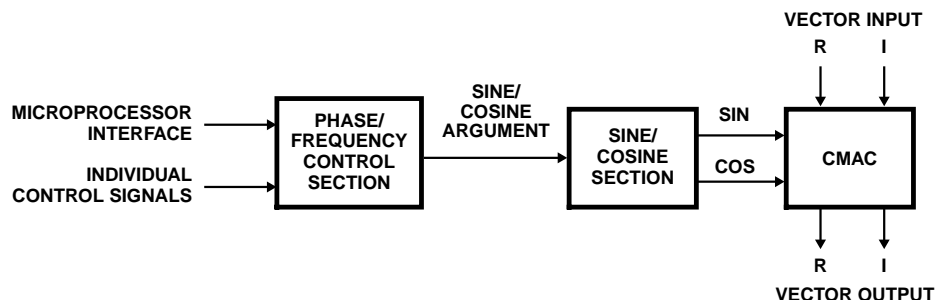 VECTOR INPUT
R I
MICROPROCESSOR
INTERFACE
INDIVIDUAL
CONTROL SIGNALS
PHASE/
FREQUENCY
CONTROL
SECTION
SINE/
COSINE
ARGUMENT
SINE/
COSINE
SECTION
SIN
COS
CMAC
R I
VECTOR OUTPUT